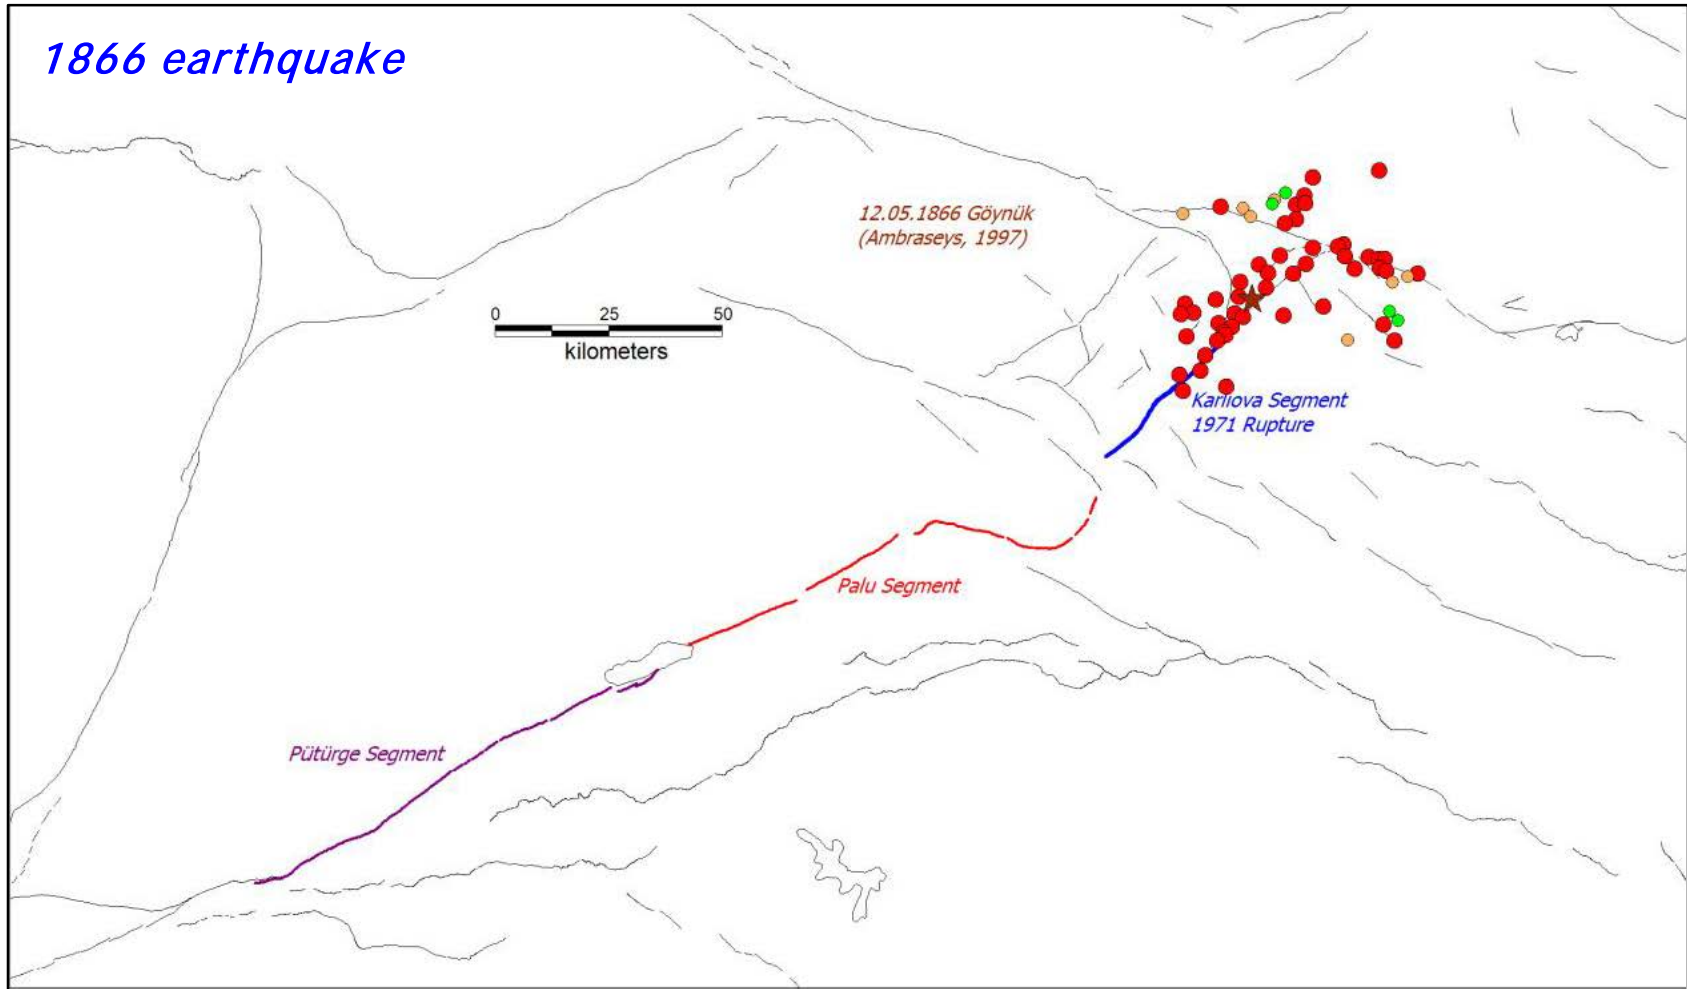 1866 earthquake
12.05.1866 Göynük
(Ambraseys, 1997)
0 25 50
kilometers
Karlıova Segment
1971 Rupture
Palu Segment
Pütürge Segment